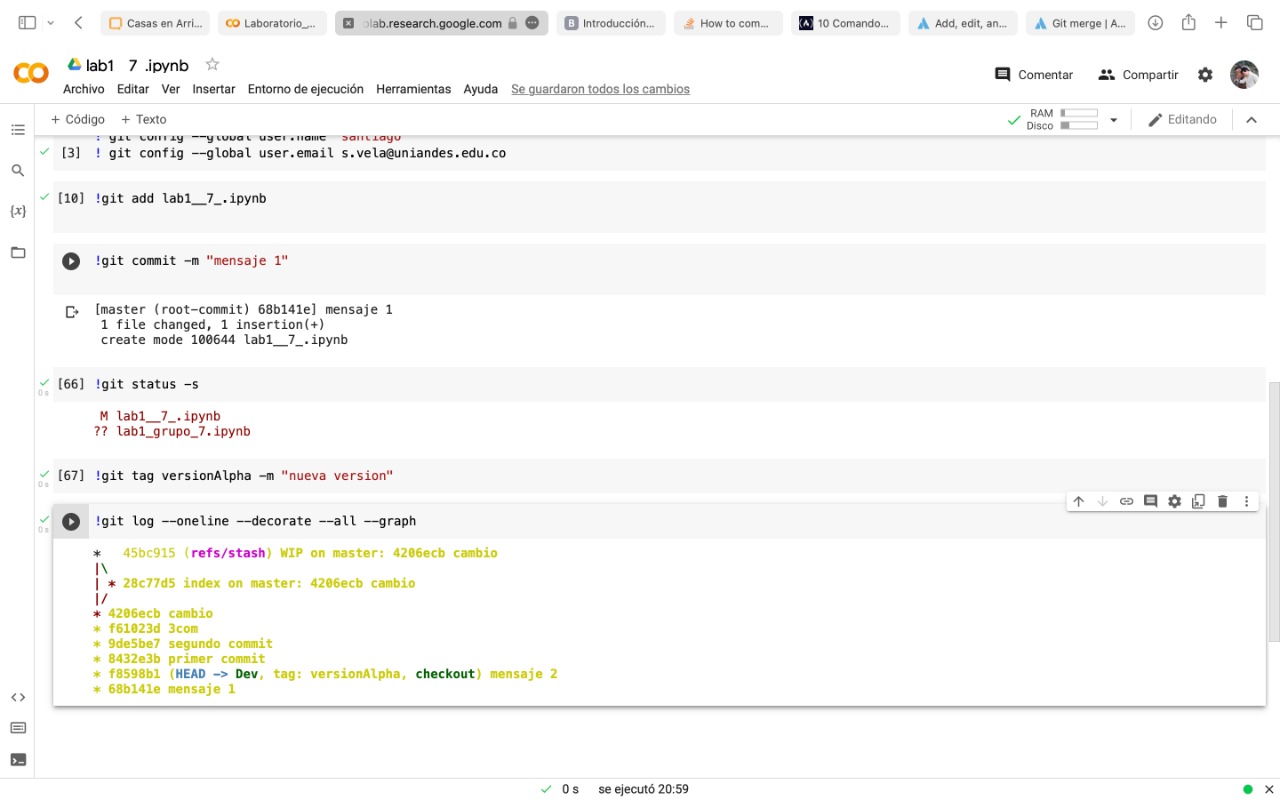 Casas en Arri...
Laboratorio_...
olab.research.google.com
Introducción...
How to com...
10 Comando...
Add, edit, an...
Git merge | A...
lab1 7 .ipynb
Comentar
Compartir
Archivo Editar Ver Insertar Entorno de ejecución Herramientas Ayuda Se guardaron todos los cambios
+ Código + Texto
RAM
Disco
Editando
! git config --global user.name "santiago"
[3] ! git config --global user.email s.vela@uniandes.edu.co
[10] !git add lab1__7_.ipynb
!git commit -m "mensaje 1"
[master (root-commit) 68b141e] mensaje 1
1 file changed, 1 insertion(+)
create mode 100644 lab1__7_.ipynb
[66] !git status -s
0 s
M lab1__7_.ipynb
?? lab1_grupo_7.ipynb
[67] !git tag versionAlpha -m "nueva version"
0 s
!git log --oneline --decorate --all --graph
0 s
* 45bc915 (refs/stash) WIP on master: 4206ecb cambio
|\
| * 28c77d5 index on master: 4206ecb cambio
|/
* 4206ecb cambio
* f61023d 3com
* 9de5be7 segundo commit
* 8432e3b primer commit
* f8598b1 (HEAD -> Dev, tag: versionAlpha, checkout) mensaje 2
* 68b141e mensaje 1
0 s se ejecutó 20:59